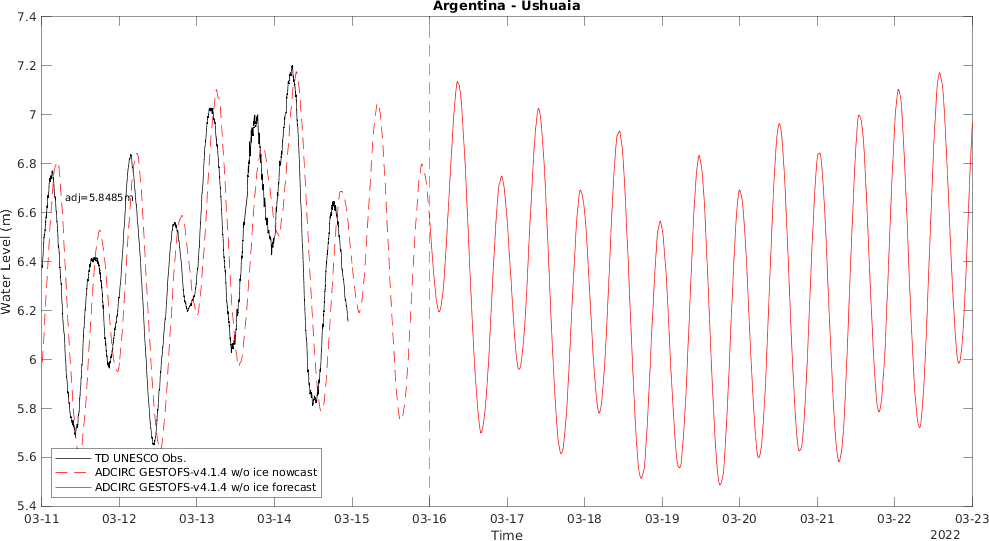 Argentina - Ushuaia
7.4
7.2
7
6.8
6.6
6.4
6.2
6
5.8
5.6
5.4
Water Level (m)
adj=5.8485m
TD UNESCO Obs.
ADCIRC GESTOFS-v4.1.4 w/o ice nowcast
ADCIRC GESTOFS-v4.1.4 w/o ice forecast
03-11 03-12 03-13 03-14 03-15 03-16 03-17 03-18 03-19 03-20 03-21 03-22 03-23
Time
2022